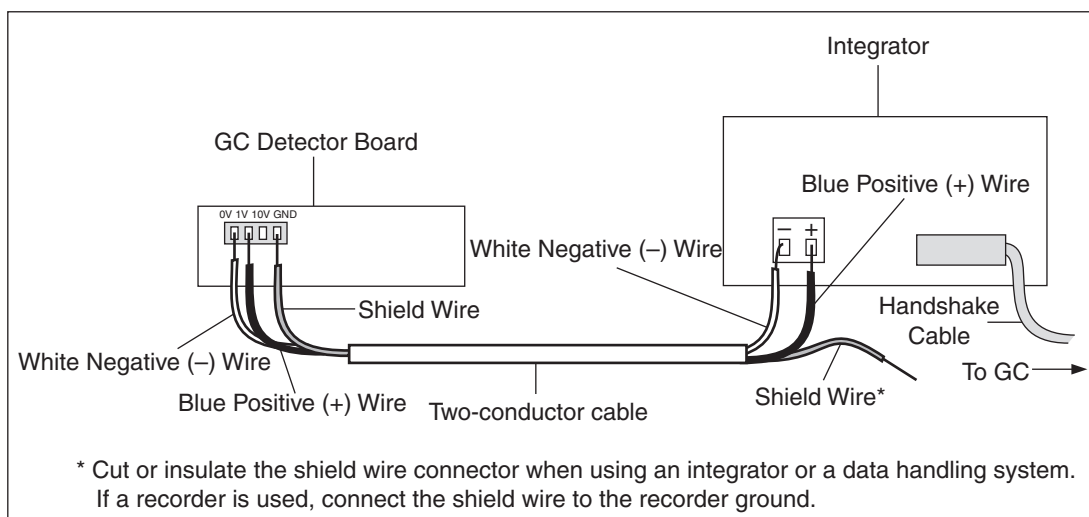 Integrator
GC Detector Board
Blue Positive (+) Wire
0V 1V 10V GND
– +
White Negative (–) Wire
Shield Wire
Handshake
Cable
White Negative (–) Wire
To GC
Blue Positive (+) Wire
Two-conductor cable
Shield Wire*
* Cut or insulate the shield wire connector when using an integrator or a data handling system.
If a recorder is used, connect the shield wire to the recorder ground.